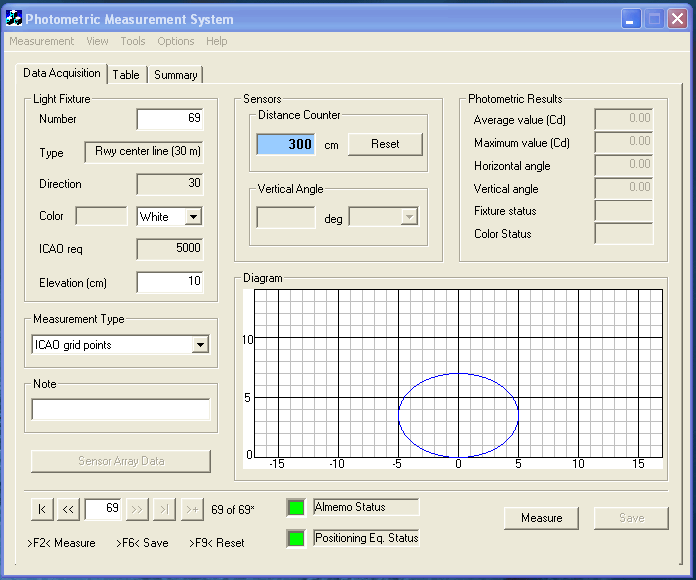 Photometric Measurement System
Measurement View Tools Options Help
Data Acquisition Table Summary
Light Fixture
Number 69
Type Rwy center line (30 m)
Direction 30
Color White
ICAO req 5000
Elevation (cm) 10
Measurement Type
ICAO grid points
Note
Sensor Array Data
Sensors
Distance Counter
300 cm Reset
Vertical Angle
deg
Photometric Results
Average value (Cd) 0.00
Maximum value (Cd) 0.00
Horizontal angle 0.00
Vertical angle 0.00
Fixture status
Color Status
Diagram
10
5
0
-15 -10 -5 0 5 10 15
|< << 69 >> >| >+ 69 of 69*
>F2< Measure >F6< Save >F9< Reset
Almemo Status
Positioning Eq. Status
Measure Save